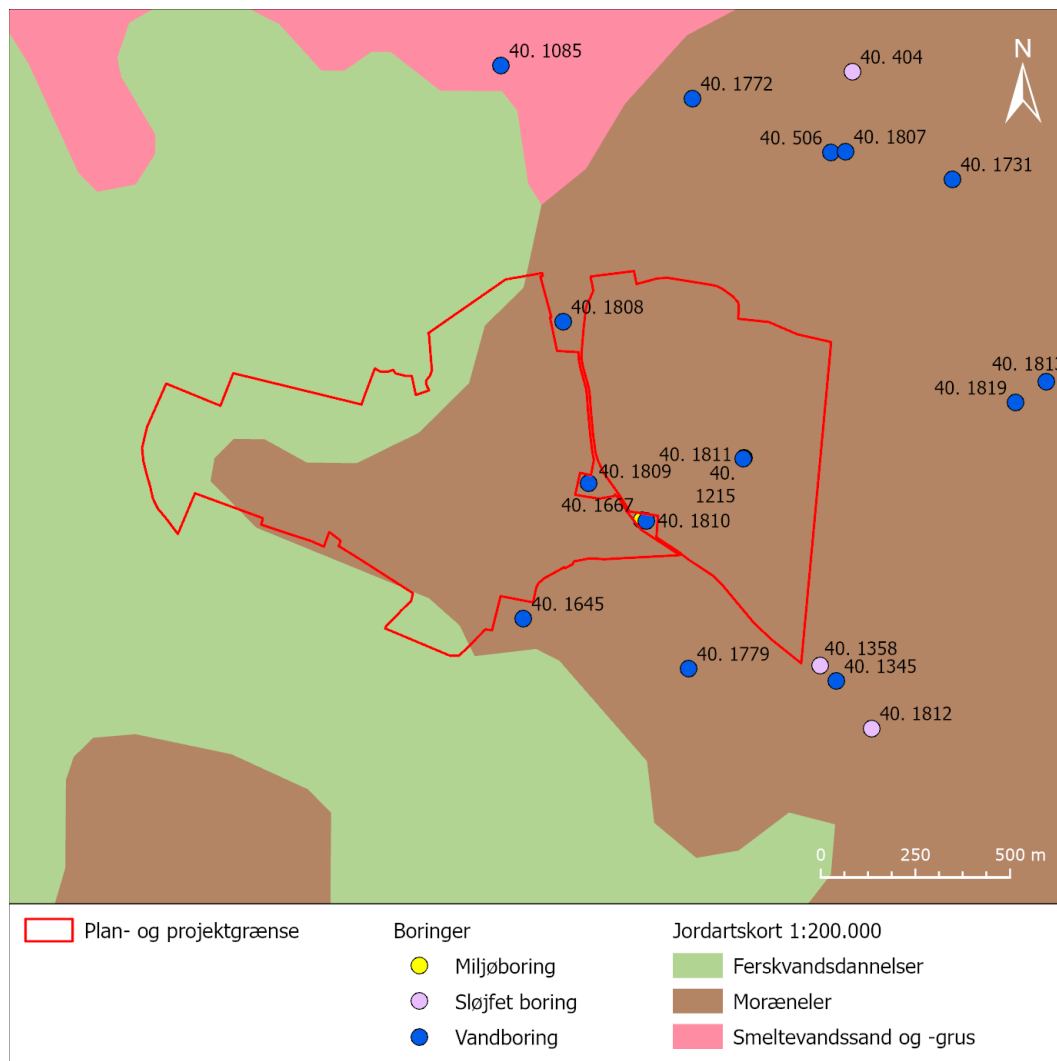 40. 1085
40. 404
N
40. 1772
40. 506
40. 1807
40. 1731
40. 1808
40. 1813
40. 1819
40. 1811
40. 1809
40.
1215
40. 1667
40. 1810
40. 1645
40. 1779
40. 1358
40. 1345
40. 1812
0 250 500 m
Plan- og projektgrænse
Boringer
Miljøboring
Sløjfet boring
Vandboring
Jordartskort 1:200.000
Ferskvandsdannelser
Moræneler
Smeltevandssand og -grus